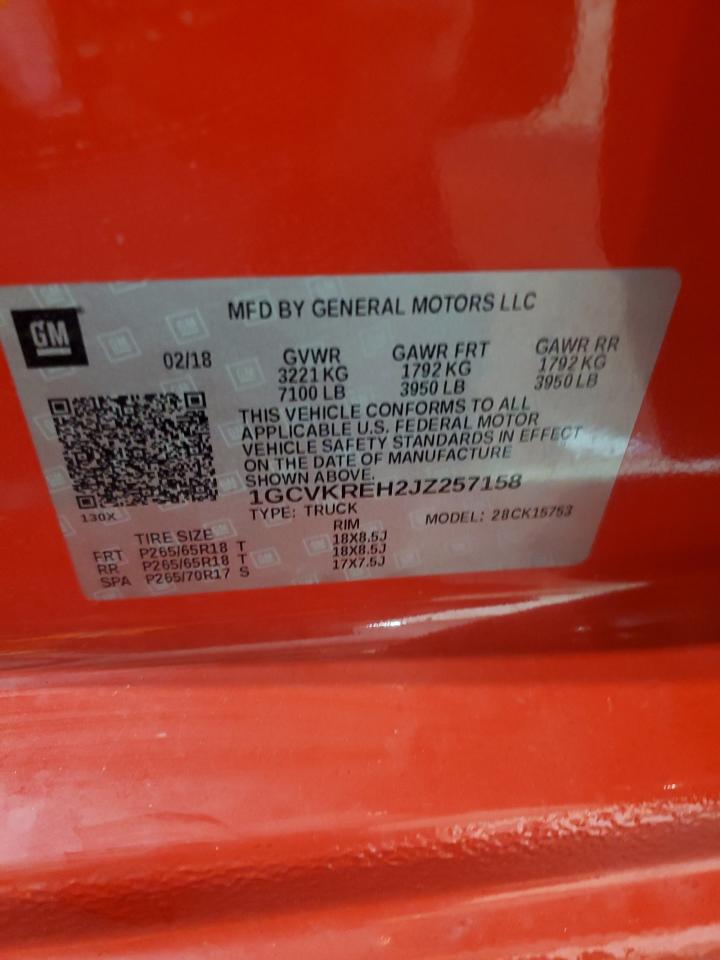 GM
MFD BY GENERAL MOTORS LLC
02/18
GVWR
3221 KG
7100 LB
GAWR FRT
1792 KG
3950 LB
GAWR RR
1792 KG
3950 LB
THIS VEHICLE CONFORMS TO ALL
APPLICABLE U.S. FEDERAL MOTOR
VEHICLE SAFETY STANDARDS IN EFFECT
ON THE DATE OF MANUFACTURE
SHOWN ABOVE.
130X
1GCVKREH2JZ257158
TYPE: TRUCK
MODEL: 28CK15753
TIRE SIZE RIM
FRT P265/65R18 T 18X8.5J
RR P265/65R18 T 18X8.5J
SPA P265/70R17 S 17X7.5J